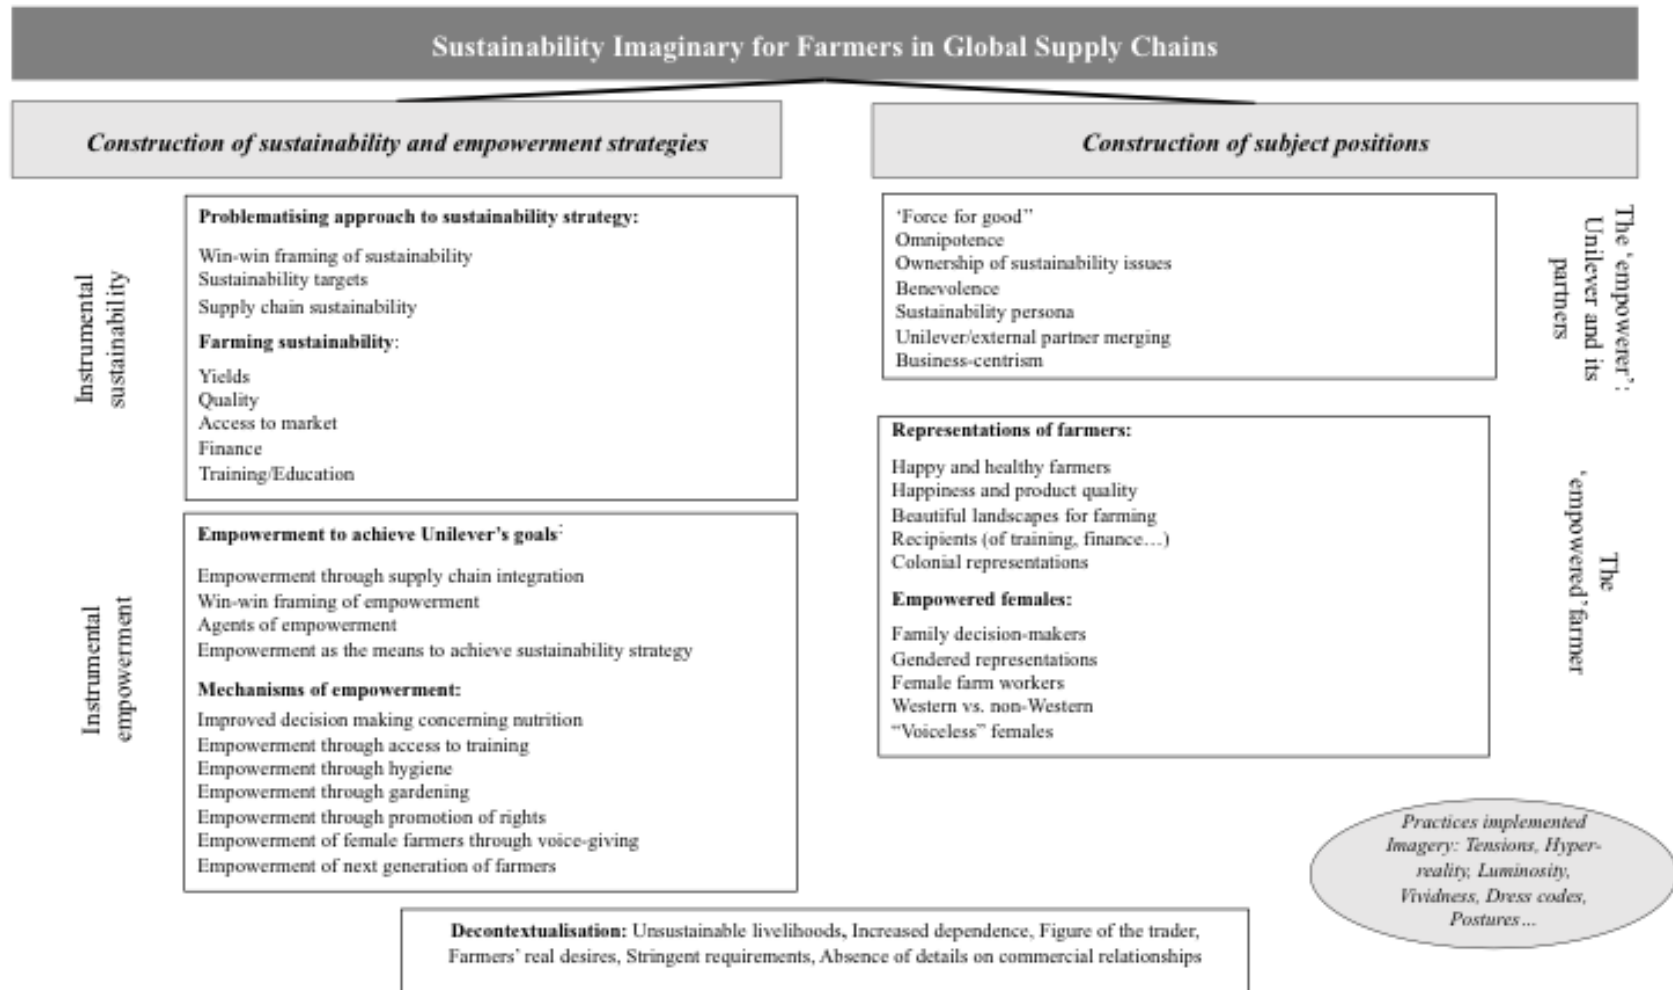 Sustainability Imaginary for Farmers in Global Supply Chains
Construction of sustainability and empowerment strategies
Instrumental
sustainability
Problematising approach to sustainability strategy:
Win-win framing of sustainability
Sustainability targets
Supply chain sustainability
Farming sustainability:
Yields
Quality
Access to market
Finance
Training/Education
Instrumental
empowerment
Empowerment to achieve Unilever's goals:
Empowerment through supply chain integration
Win-win framing of empowerment
Agents of empowerment
Empowerment as the means to achieve sustainability strategy
Mechanisms of empowerment:
Improved decision making concerning nutrition
Empowerment through access to training
Empowerment through hygiene
Empowerment through gardening
Empowerment through promotion of rights
Empowerment of female farmers through voice-giving
Empowerment of next generation of farmers
Construction of subject positions
'Force for good''
Omnipotence
Ownership of sustainability issues
Benevolence
Sustainability persona
Unilever/external partner merging
Business-centrism
The 'empowerer':
Unilever and its
partners
Representations of farmers:
Happy and healthy farmers
Happiness and product quality
Beautiful landscapes for farming
Recipients (of training, finance…)
Colonial representations
Empowered females:
Family decision-makers
Gendered representations
Female farm workers
Western vs. non-Western
"Voiceless" females
The
'empowered' farmer
Practices implemented
Imagery: Tensions, Hyper-
reality, Luminosity,
Vividness, Dress codes,
Postures…
Decontextualisation: Unsustainable livelihoods, Increased dependence, Figure of the trader,
Farmers' real desires, Stringent requirements, Absence of details on commercial relationships